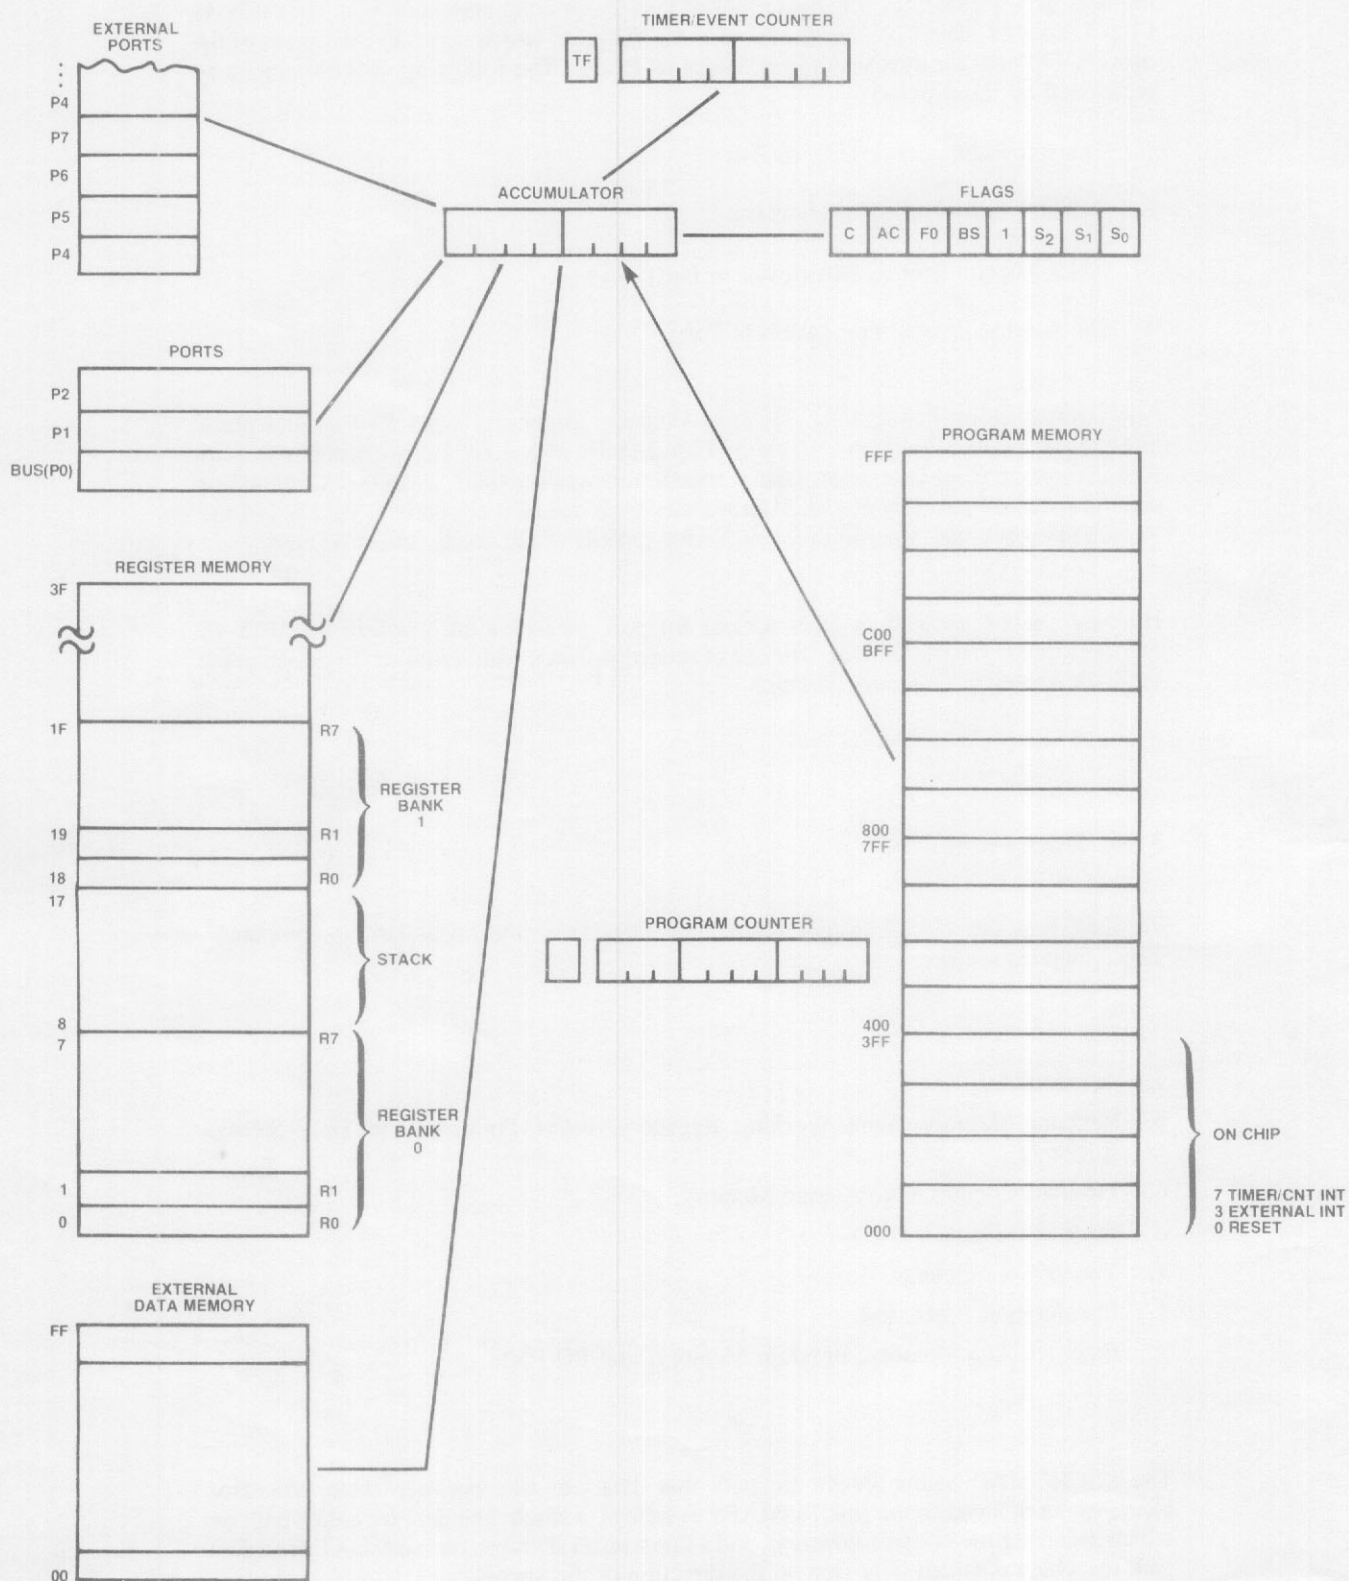 EXTERNAL
PORTS
P4
P7
P6
P5
P4
TIMER/EVENT COUNTER
TF
ACCUMULATOR
FLAGS
C AC F0 BS 1 S2 S1 S0
PORTS
P2
P1
BUS(P0)
REGISTER MEMORY
3F
1F
19
18
17
8
7
1
0
R7
R1
R0
R7
R1
R0
REGISTER
BANK
1
STACK
REGISTER
BANK
0
PROGRAM MEMORY
FFF
C00
BFF
800
7FF
400
3FF
000
PROGRAM COUNTER
ON CHIP
7 TIMER/CNT INT
3 EXTERNAL INT
0 RESET
EXTERNAL
DATA MEMORY
FF
00